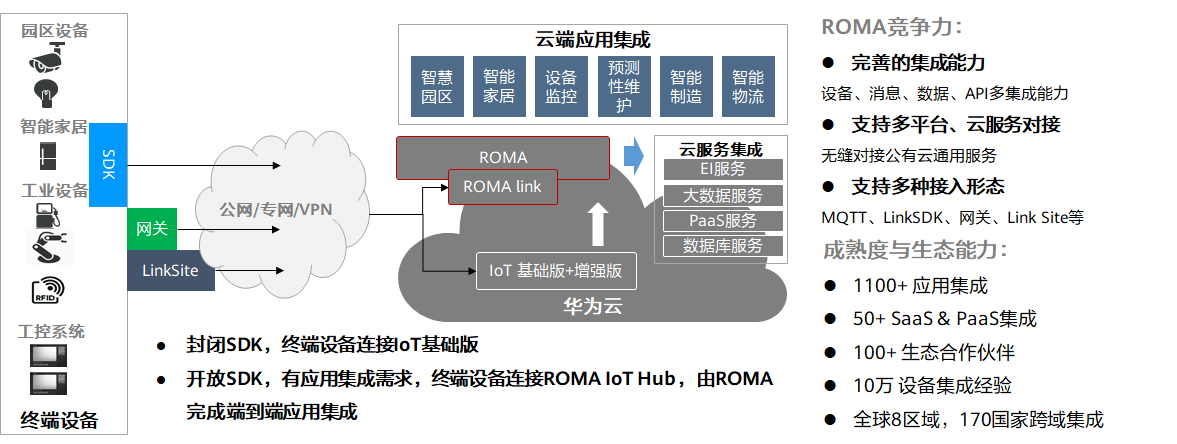 园区设备
智能家居
SDK
工业设备
网关
LinkSite
RFID
工控系统
终端设备
公网/专网/VPN
云端应用集成
智慧
园区
智能
家居
设备
监控
预测
性维
护
智能
制造
智能
物流
ROMA
ROMA link
云服务集成
EI服务
大数据服务
PaaS服务
数据库服务
IoT 基础版+增强版
华为云
● 封闭SDK，终端设备连接IoT基础版
● 开放SDK，有应用集成需求，终端设备连接ROMA IoT Hub，由ROMA
完成端到端应用集成
ROMA竞争力：
● 完善的集成能力
设备、消息、数据、API多集成能力
● 支持多平台、云服务对接
无缝对接公有云通用服务
● 支持多种接入形态
MQTT、LinkSDK、网关、Link Site等
成熟度与生态能力：
● 1100+ 应用集成
● 50+ SaaS & PaaS集成
● 100+ 生态合作伙伴
● 10万 设备集成经验
● 全球8区域，170国家跨域集成